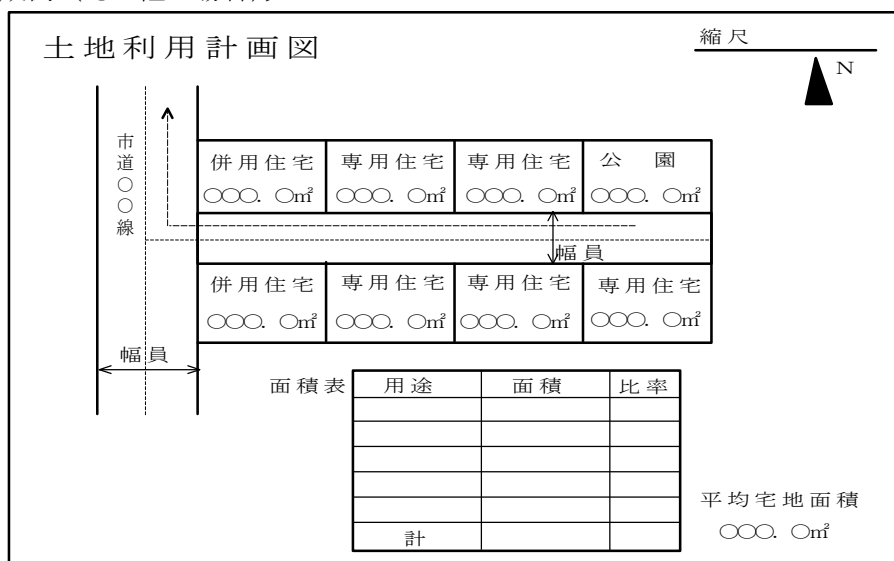 土地利用計画図
縮尺
N
市道○○線
併用住宅 専用住宅 専用住宅 公園
○○○.○㎡ ○○○.○㎡ ○○○.○㎡ ○○○.○㎡
幅員
併用住宅 専用住宅 専用住宅 専用住宅
○○○.○㎡ ○○○.○㎡ ○○○.○㎡ ○○○.○㎡
幅員
面積表 用途 面積 比率
計
平均宅地面積
○○○.○㎡